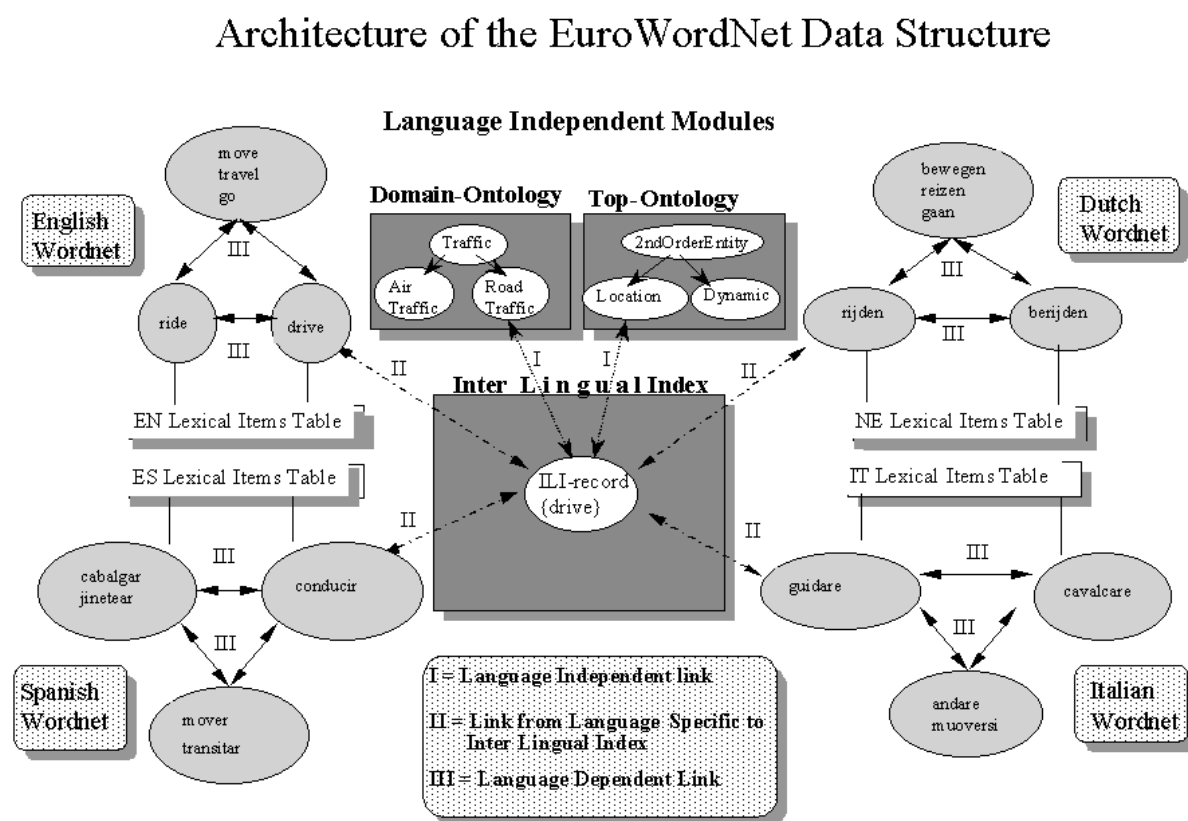 Architecture of the EuroWordNet Data Structure
Language Independent Modules
move
travel
go
English
Wordnet
III
ride
drive
III
EN Lexical Items Table
Domain-Ontology
Traffic
Air
Traffic
Road
Traffic
Top-Ontology
2ndOrderEntity
Location
Dynamic
bewegen
reizen
gaan
Dutch
Wordnet
III
rijden
berijden
III
NE Lexical Items Table
II
I
I
II
Inter Lingual Index
ILI-record
{drive}
II
II
ES Lexical Items Table
III
cabalgar
jinetear
conducir
III
Spanish
Wordnet
mover
transitar
IT Lexical Items Table
III
guidare
cavalcare
III
andare
muoversi
Italian
Wordnet
I = Language Independent link
II = Link from Language Specific to
Inter Lingual Index
III = Language Dependent Link